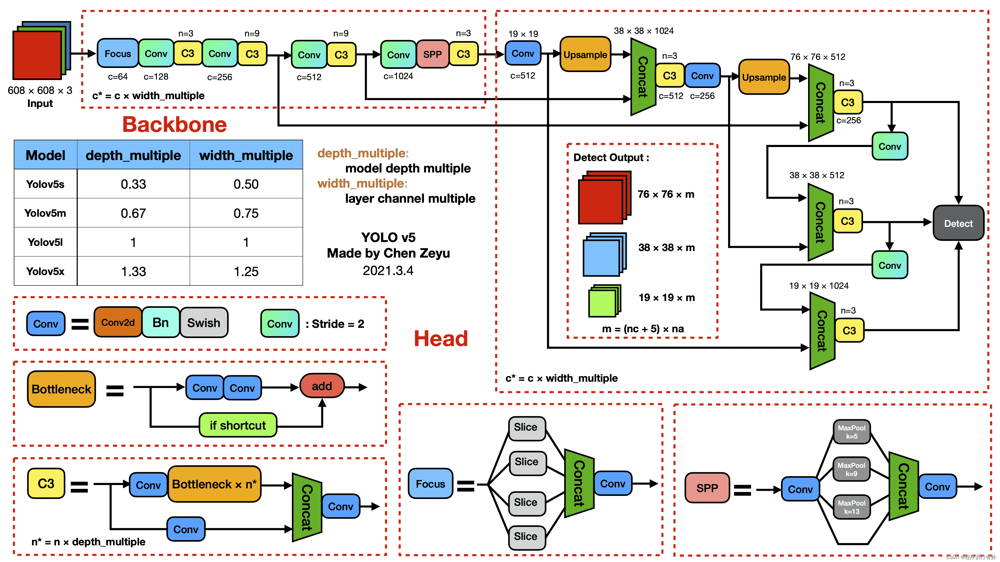 608 × 608 × 3
Input
n=3
n=9
n=9
n=3
Focus
Conv
C3
Conv
C3
Conv
C3
Conv
SPP
C3
c=64
c=128
c=256
c=512
c=1024
c* = c × width_multiple
Backbone
19 × 19
Conv
c=512
Upsample
38 × 38 × 1024
Concat
n=3
C3
Conv
c=512
c=256
Upsample
76 × 76 × 512
Concat
n=3
C3
c=256
Conv
38 × 38 × 512
Concat
n=3
C3
Detect
Conv
19 × 19 × 1024
Concat
n=3
C3
Detect Output :
76 × 76 × m
38 × 38 × m
19 × 19 × m
m = (nc + 5) × na
c* = c × width_multiple
Head
Model depth_multiple width_multiple
Yolov5s 0.33 0.50
Yolov5m 0.67 0.75
Yolov5l 1 1
Yolov5x 1.33 1.25
depth_multiple:
model depth multiple
width_multiple:
layer channel multiple
YOLO v5
Made by Chen Zeyu
2021.3.4
Conv = Conv2d Bn Swish
Conv : Stride = 2
Bottleneck =
Conv Conv add
if shortcut
C3 =
Conv Bottleneck × n*
Concat
Conv
Conv
n* = n × depth_multiple
Focus =
Slice
Slice
Slice
Slice
Concat
Conv
SPP =
Conv
MaxPool
k=5
MaxPool
k=9
MaxPool
k=13
Concat
Conv
CSDN @程序员行者孙